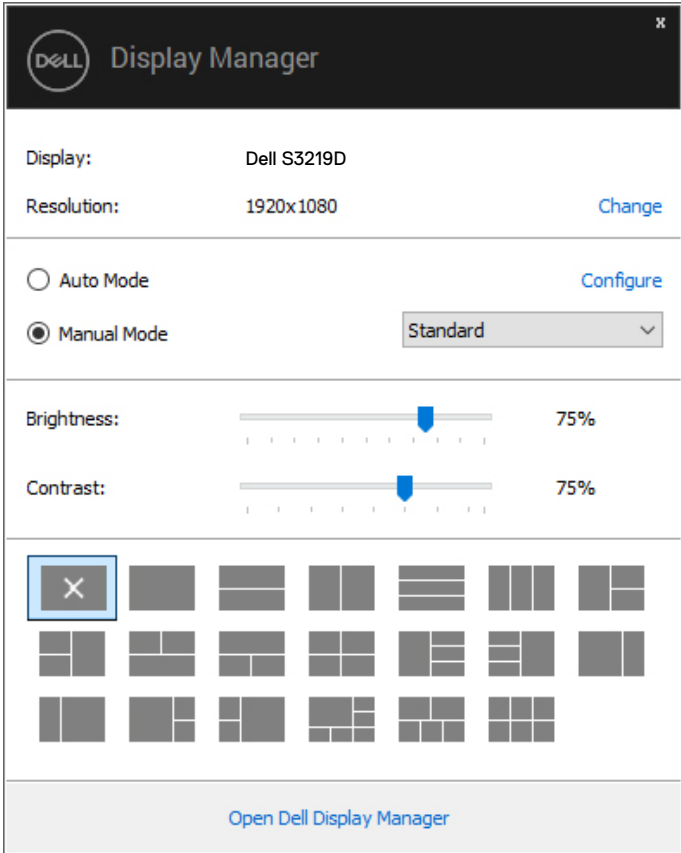 x
DELL Display Manager
Display: Dell S3219D
Resolution: 1920x1080 Change
Auto Mode Configure
Manual Mode Standard
Brightness: 75%
Contrast: 75%
Open Dell Display Manager